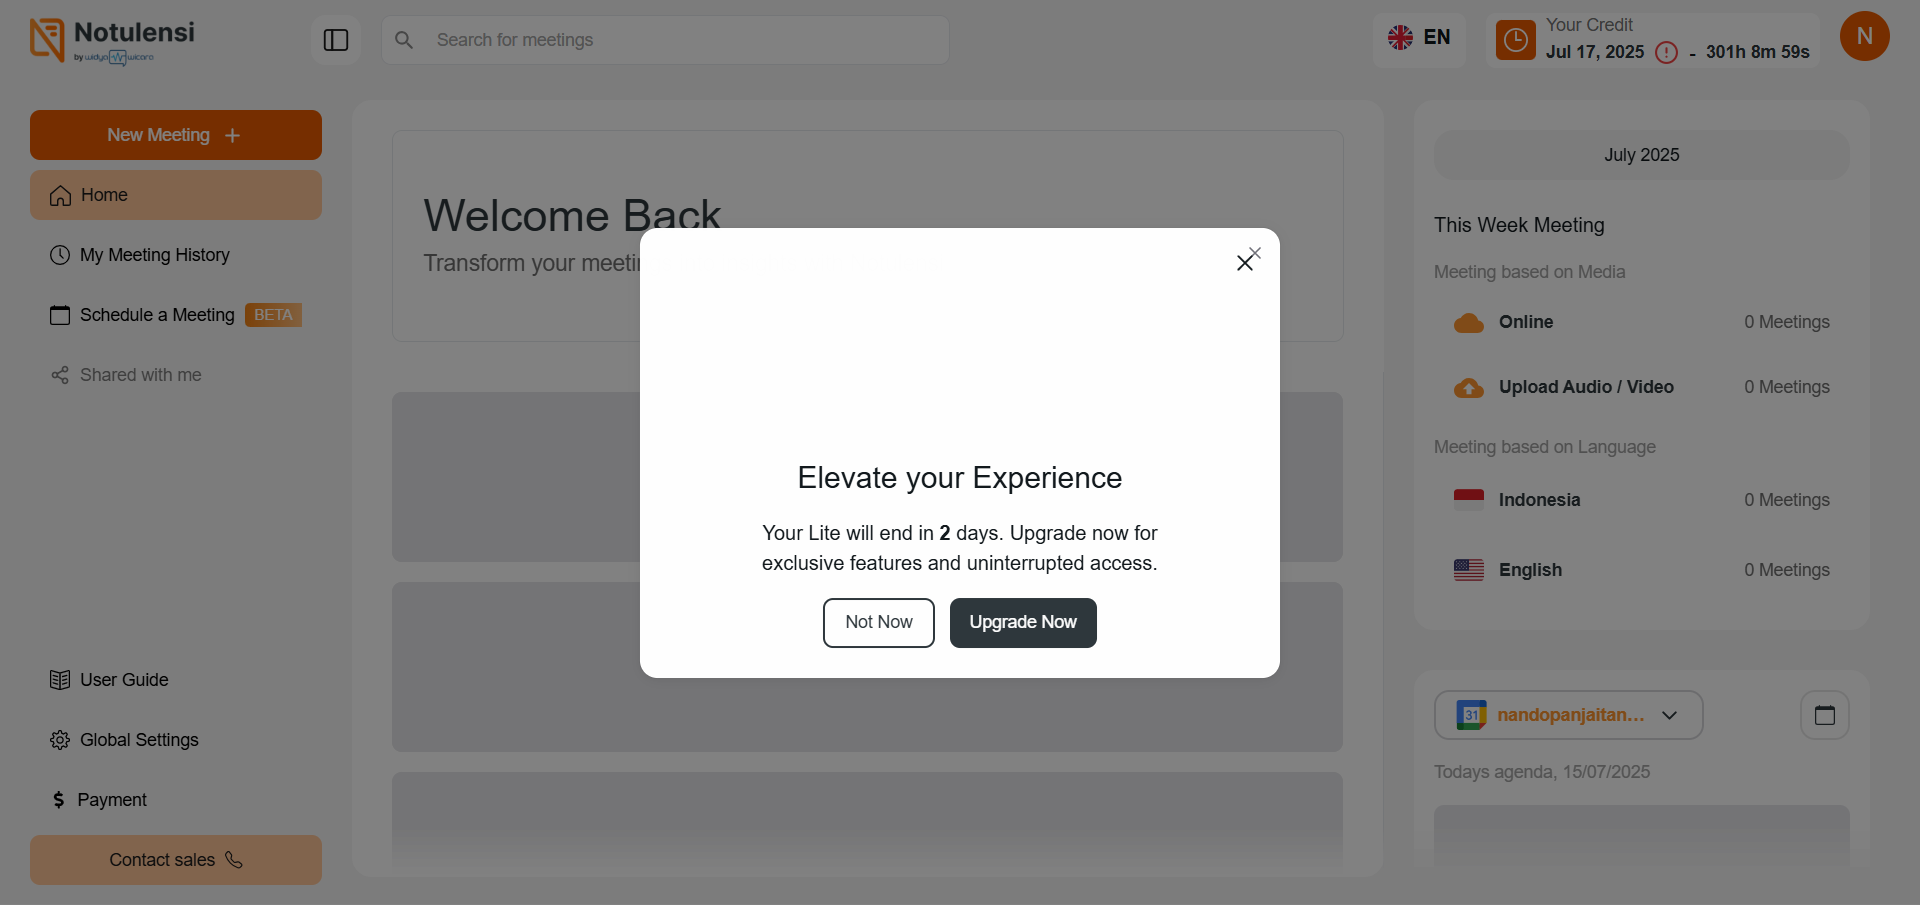 Notulensi
by widya wicara
Search for meetings
EN
Your Credit
Jul 17, 2025 - 301h 8m 59s
N
New Meeting +
Home
My Meeting History
Schedule a Meeting BETA
Shared with me
User Guide
Global Settings
$ Payment
Contact sales
Welcome Back
Transform your meeti
Elevate your Experience
Your Lite will end in 2 days. Upgrade now for
exclusive features and uninterrupted access.
Not Now
Upgrade Now
July 2025
This Week Meeting
Meeting based on Media
Online 0 Meetings
Upload Audio / Video 0 Meetings
Meeting based on Language
Indonesia 0 Meetings
English 0 Meetings
31 nandopanjaitan...
Todays agenda, 15/07/2025